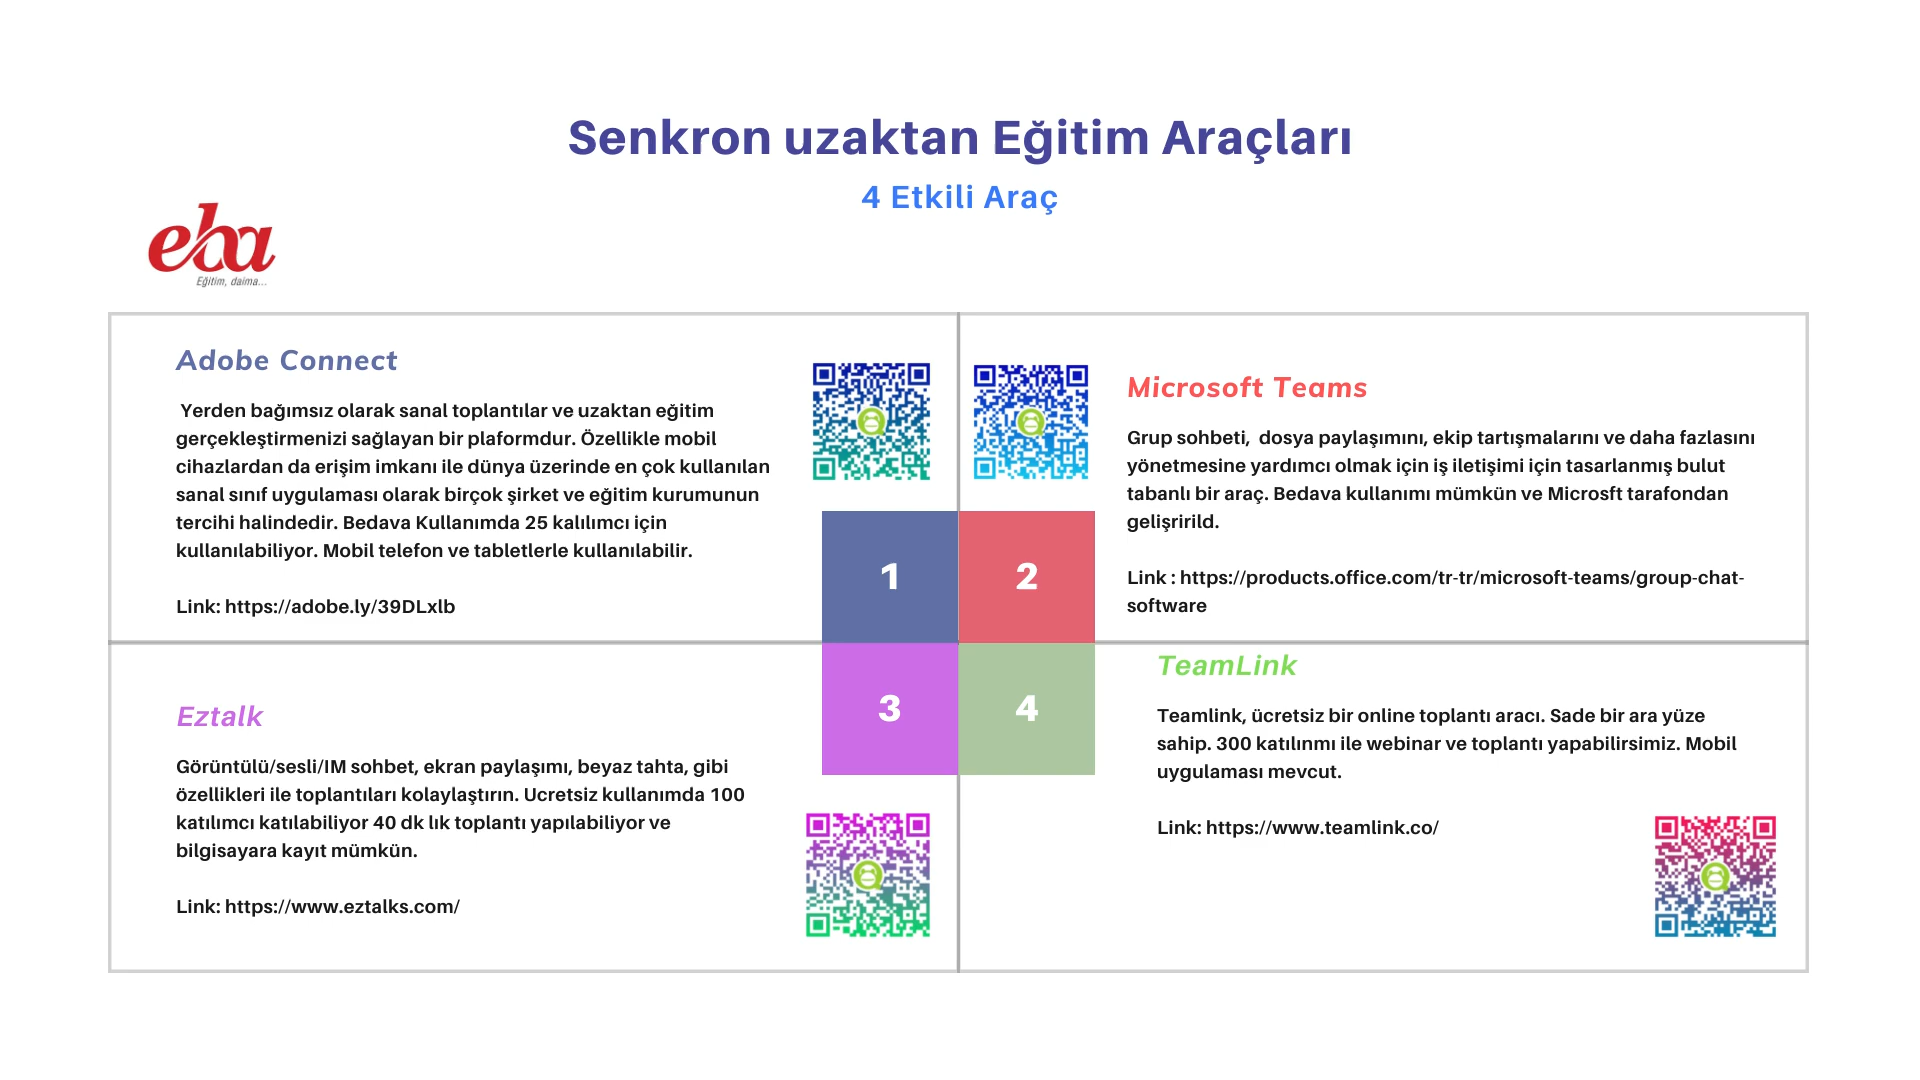 Senkron uzaktan Eğitim Araçları
4 Etkili Araç
eba
Eğitim, daima...
Adobe Connect
Yerden bağımsız olarak sanal toplantılar ve uzaktan eğitim
gerçekleştirmenizi sağlayan bir plaformdur. Özellikle mobil
cihazlardan da erişim imkanı ile dünya üzerinde en çok kullanılan
sanal sınıf uygulaması olarak birçok şirket ve eğitim kurumunun
tercihi halindedir. Bedava Kullanımda 25 kalılımcı için
kullanılabiliyor. Mobil telefon ve tabletlerle kullanılabilir.
Link: https://adobe.ly/39DLxlb
1
Microsoft Teams
Grup sohbeti,  dosya paylaşımını, ekip tartışmalarını ve daha fazlasını
yönetmesine yardımcı olmak için iş iletişimi için tasarlanmış bulut
tabanlı bir araç. Bedava kullanımı mümkün ve Microsft tarafondan
gelişririld.
Link : https://products.office.com/tr-tr/microsoft-teams/group-chat-
software
2
Eztalk
Görüntülü/sesli/IM sohbet, ekran paylaşımı, beyaz tahta, gibi
özellikleri ile toplantıları kolaylaştırın. Ucretsiz kullanımda 100
katılımcı katılabiliyor 40 dk lık toplantı yapılabiliyor ve
bilgisayara kayıt mümkün.
Link: https://www.eztalks.com/
3
TeamLink
Teamlink, ücretsiz bir online toplantı aracı. Sade bir ara yüze
sahip. 300 katılınmı ile webinar ve toplantı yapabilirsimiz. Mobil
uygulaması mevcut.
Link: https://www.teamlink.co/
4